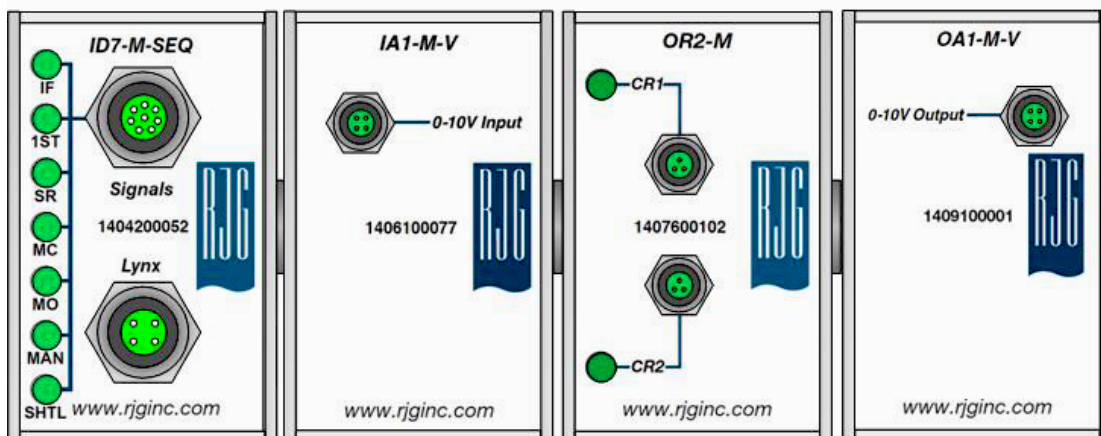 ID7-M-SEQ
IF
1ST
SR
MC
MO
MAN
SHTL
Signals
1404200052
RJG
Lynx
www.rjginc.com
IA1-M-V
0-10V Input
1406100077
RJG
www.rjginc.com
OR2-M
CR1
1407600102
RJG
CR2
www.rjginc.com
OA1-M-V
0-10V Output
1409100001
RJG
www.rjginc.com